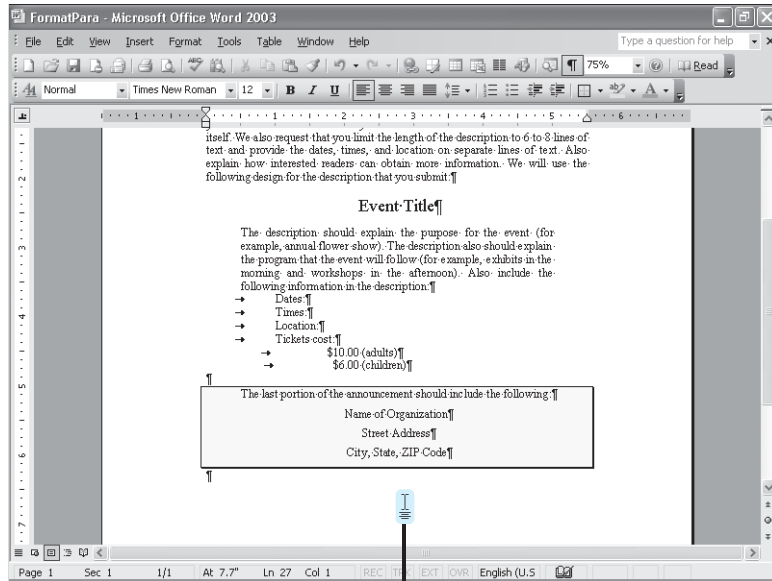 FormatPara - Microsoft Office Word 2003
File Edit View Insert Format Tools Table Window Help Type a question for help
75% Read
Normal Times New Roman 12 B I U
1 1 2 3 4 5 6
itself. We also request that you limit the length of the description to 6 to 8 lines of
text and provide the dates, times, and location on separate lines of text. Also
explain how interested readers can obtain more information. We will use the
following design for the description that you submit:¶
Event Title¶
The description should explain the purpose for the event (for
example, annual flower show). The description also should explain
the program that the event will follow (for example, exhibits in the
morning and workshops in the afternoon). Also include the
following information in the description:¶
→ Dates:¶
→ Times:¶
→ Location:¶
→ Tickets cost:¶
→ $10.00 (adults)¶
→ $6.00 (children)¶
¶
The last portion of the announcement should include the following:¶
Name of Organization¶
Street Address¶
City, State, ZIP Code¶
¶
Page 1 Sec 1 1/1 At 7.7" Ln 27 Col 1 REC TRK EXT OVR English (U.S